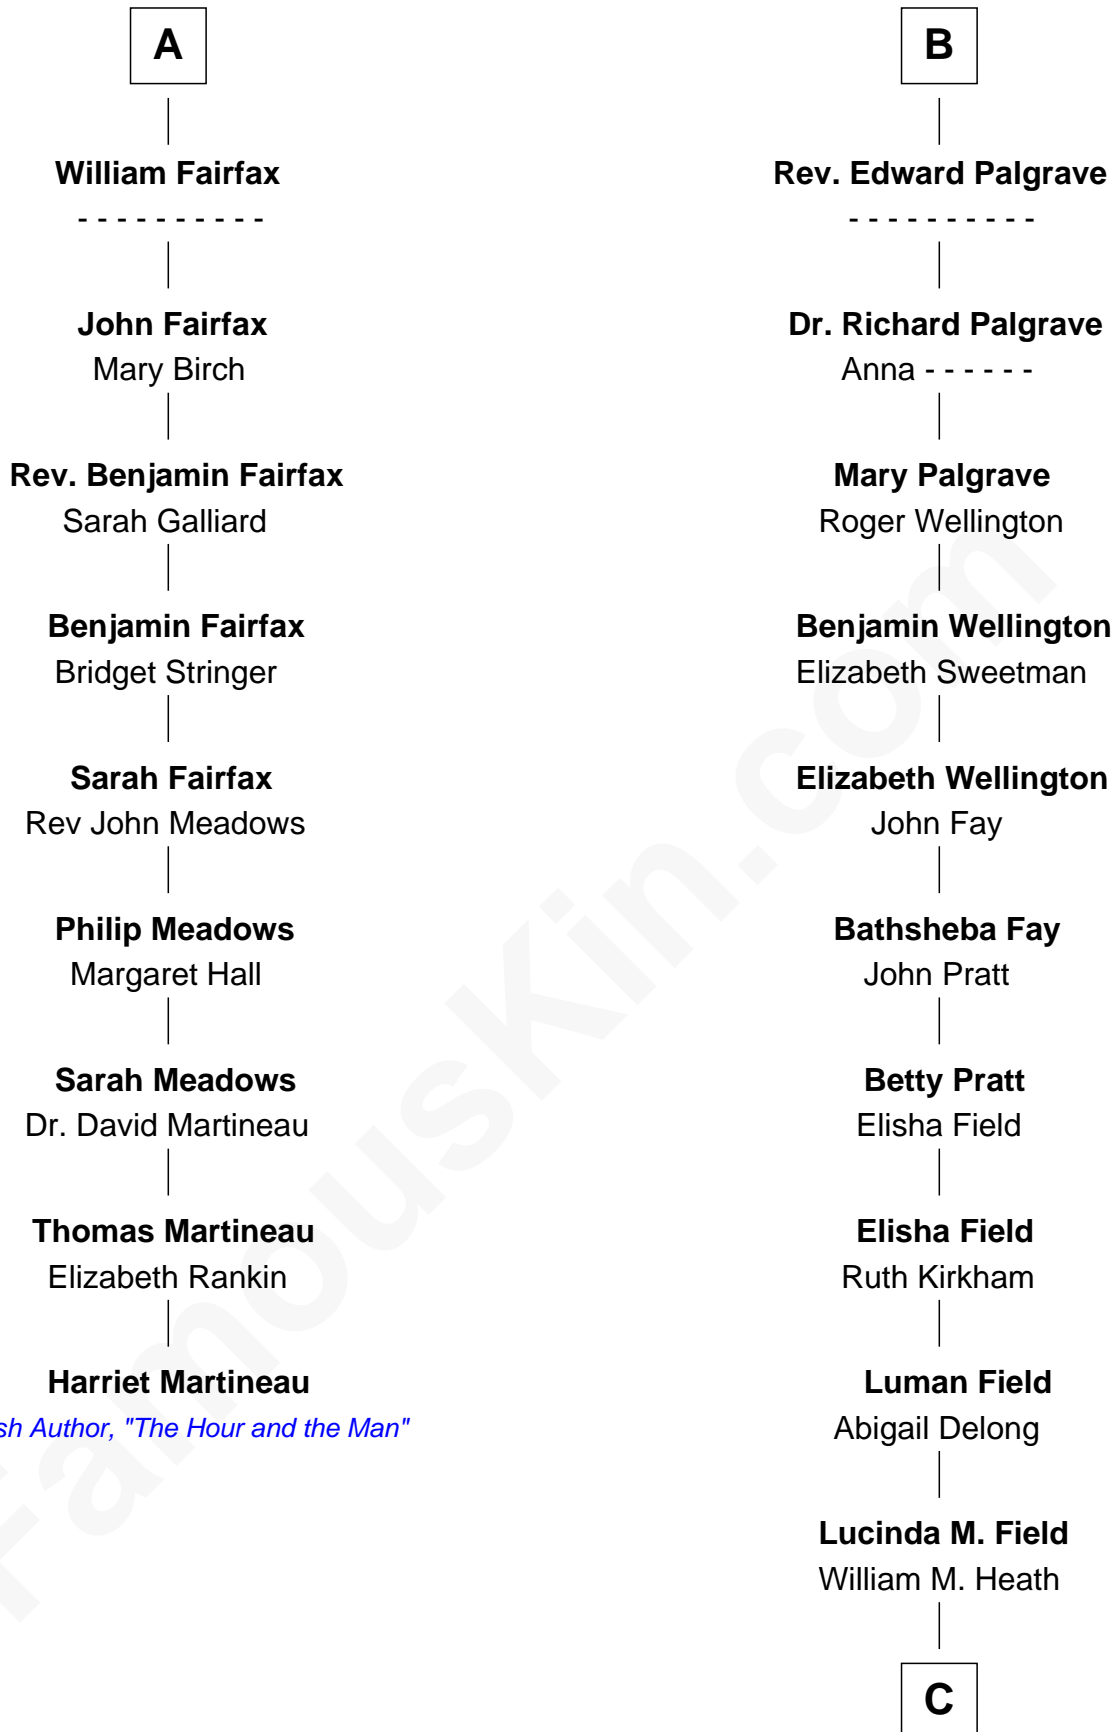 A
William Fairfax
- - - - - - - - - -
John Fairfax
Mary Birch
Rev. Benjamin Fairfax
Sarah Galliard
Benjamin Fairfax
Bridget Stringer
Sarah Fairfax
Rev John Meadows
Philip Meadows
Margaret Hall
Sarah Meadows
Dr. David Martineau
Thomas Martineau
Elizabeth Rankin
Harriet Martineau
Author, "The Hour and the Man"
B
Rev. Edward Palgrave
- - - - - - - - - -
Dr. Richard Palgrave
Anna - - - - - -
Mary Palgrave
Roger Wellington
Benjamin Wellington
Elizabeth Sweetman
Elizabeth Wellington
John Fay
Bathsheba Fay
John Pratt
Betty Pratt
Elisha Field
Elisha Field
Ruth Kirkham
Luman Field
Abigail Delong
Lucinda M. Field
William M. Heath
C
FamousKin.com